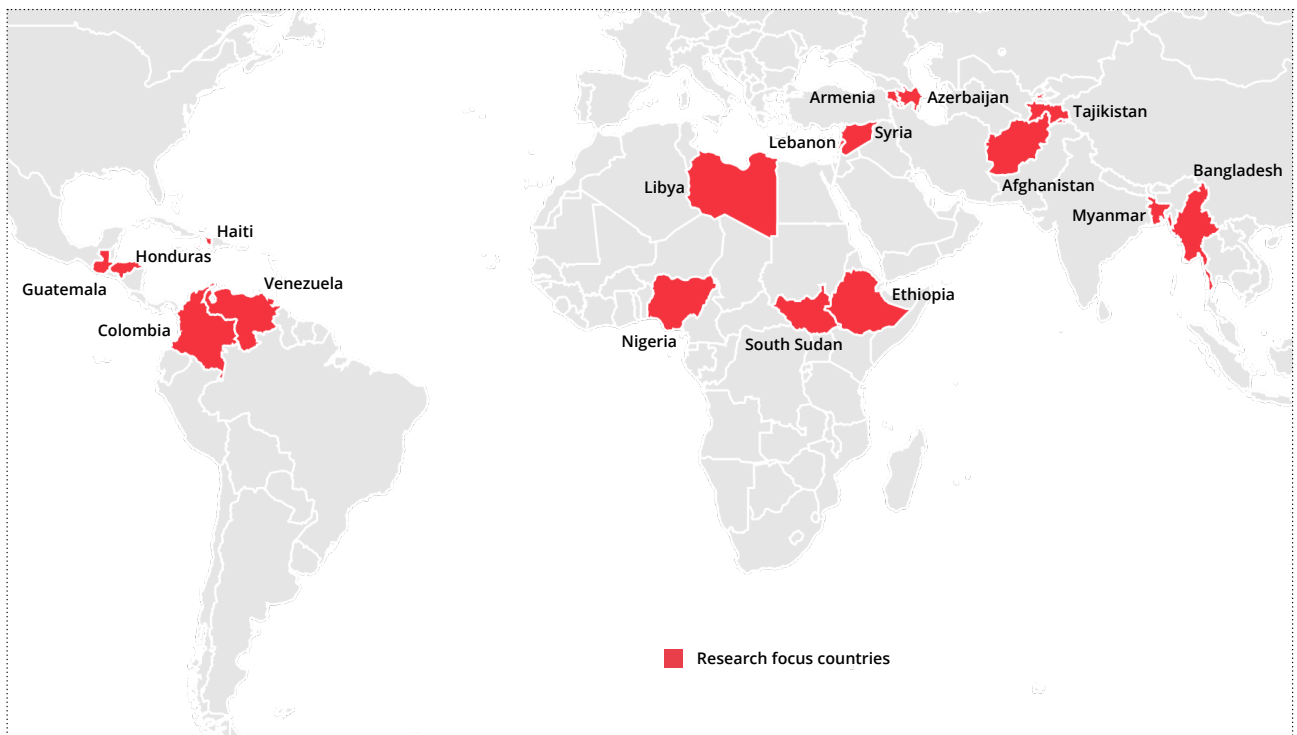 Armenia
Azerbaijan
Tajikistan
Lebanon
Syria
Bangladesh
Libya
Afghanistan
Myanmar
Haiti
Honduras
Guatemala
Venezuela
Ethiopia
Colombia
Nigeria
South Sudan
Research focus countries